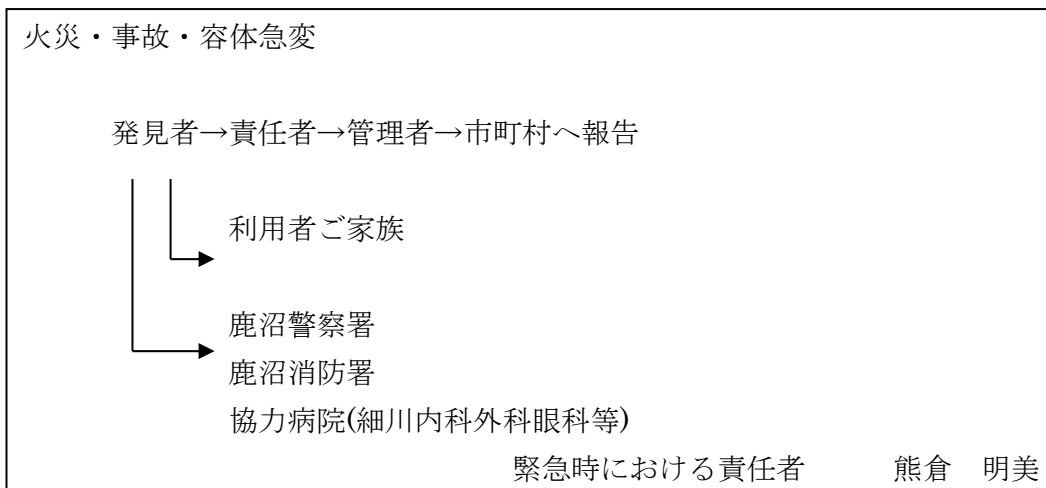 火災・事故・容体急変
発見者→責任者→管理者→市町村へ報告
利用者ご家族
鹿沼警察署
鹿沼消防署
協力病院(細川内科外科眼科等)
緊急時における責任者　　　熊倉　明美